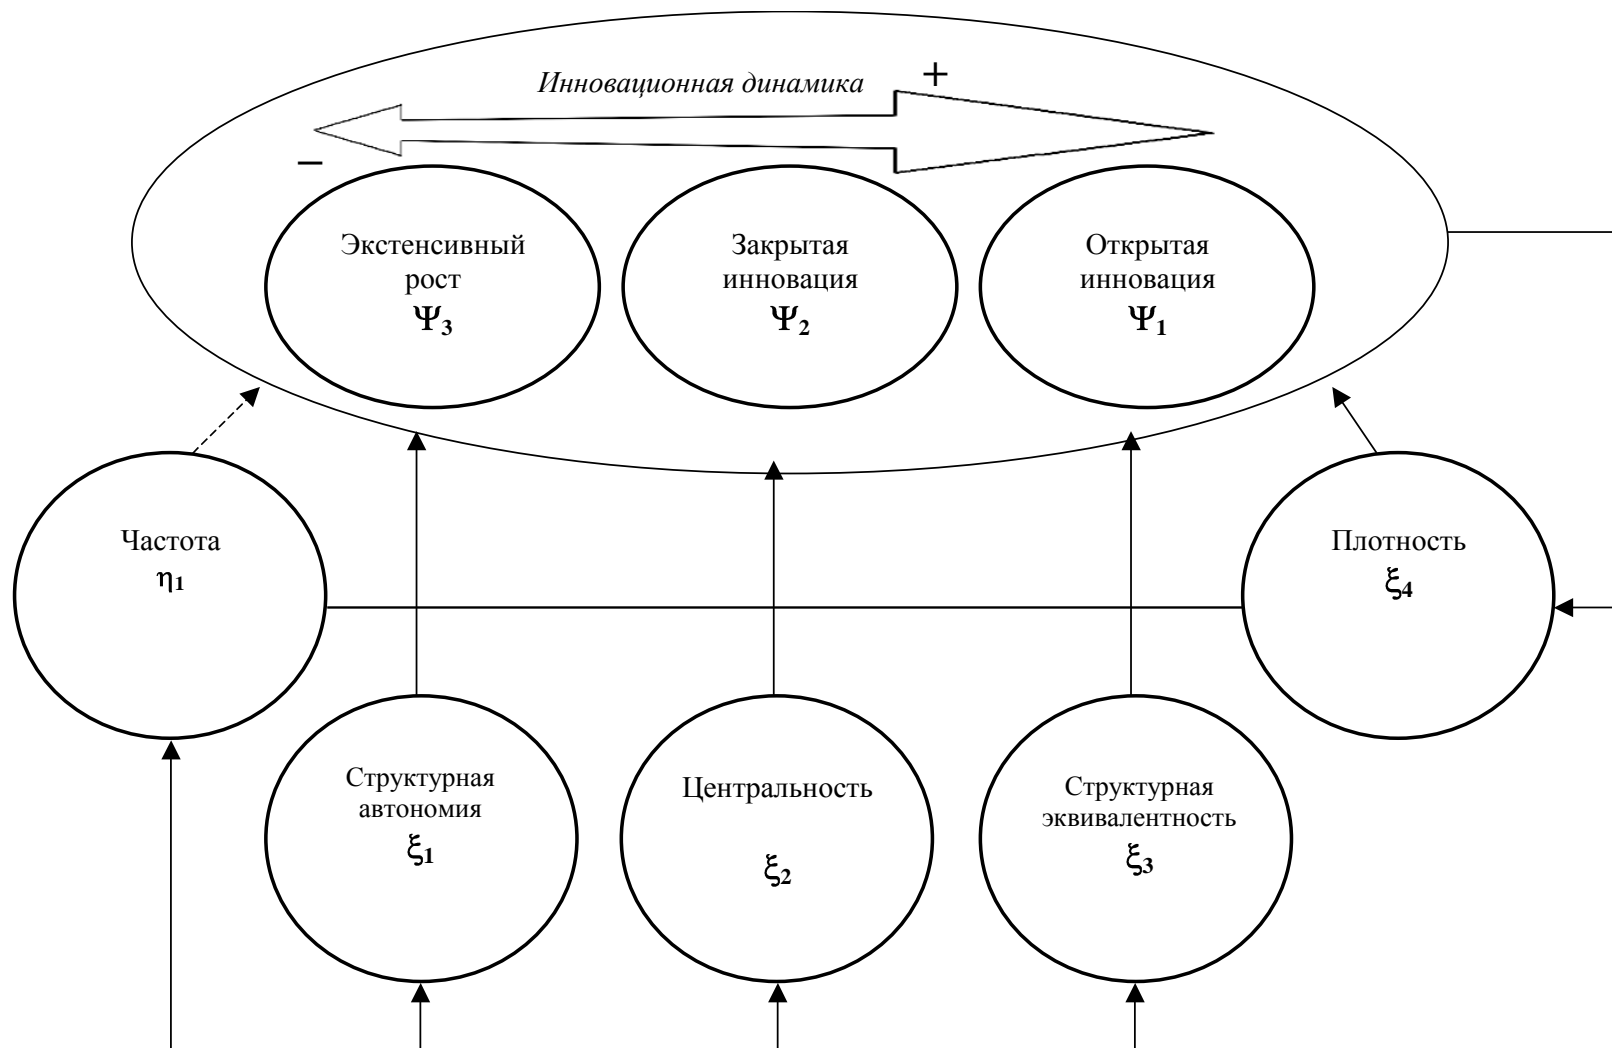 Инновационная динамика
+
–
Экстенсивный
рост
Ψ3
Закрытая
инновация
Ψ2
Открытая
инновация
Ψ1
Частота
η1
Плотность
ξ4
Структурная
автономия
ξ1
Центральность
ξ2
Структурная
эквивалентность
ξ3